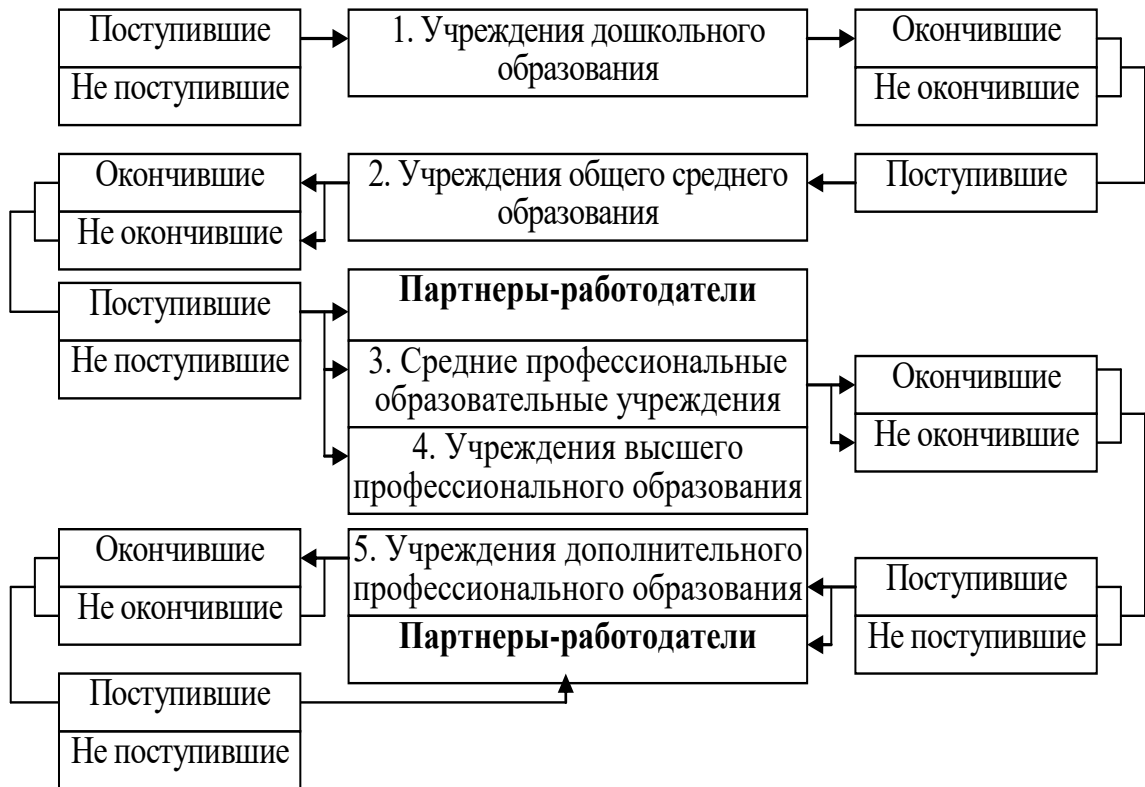 Поступившие
Не поступившие
1. Учреждения дошкольного
образования
Окончившие
Не окончившие
Окончившие
Не окончившие
2. Учреждения общего среднего
образования
Поступившие
Поступившие
Не поступившие
Партнеры-работодатели
3. Средние профессиональные
образовательные учреждения
4. Учреждения высшего
профессионального образования
Окончившие
Не окончившие
Окончившие
Не окончившие
5. Учреждения дополнительного
профессионального образования
Партнеры-работодатели
Поступившие
Не поступившие
Поступившие
Не поступившие